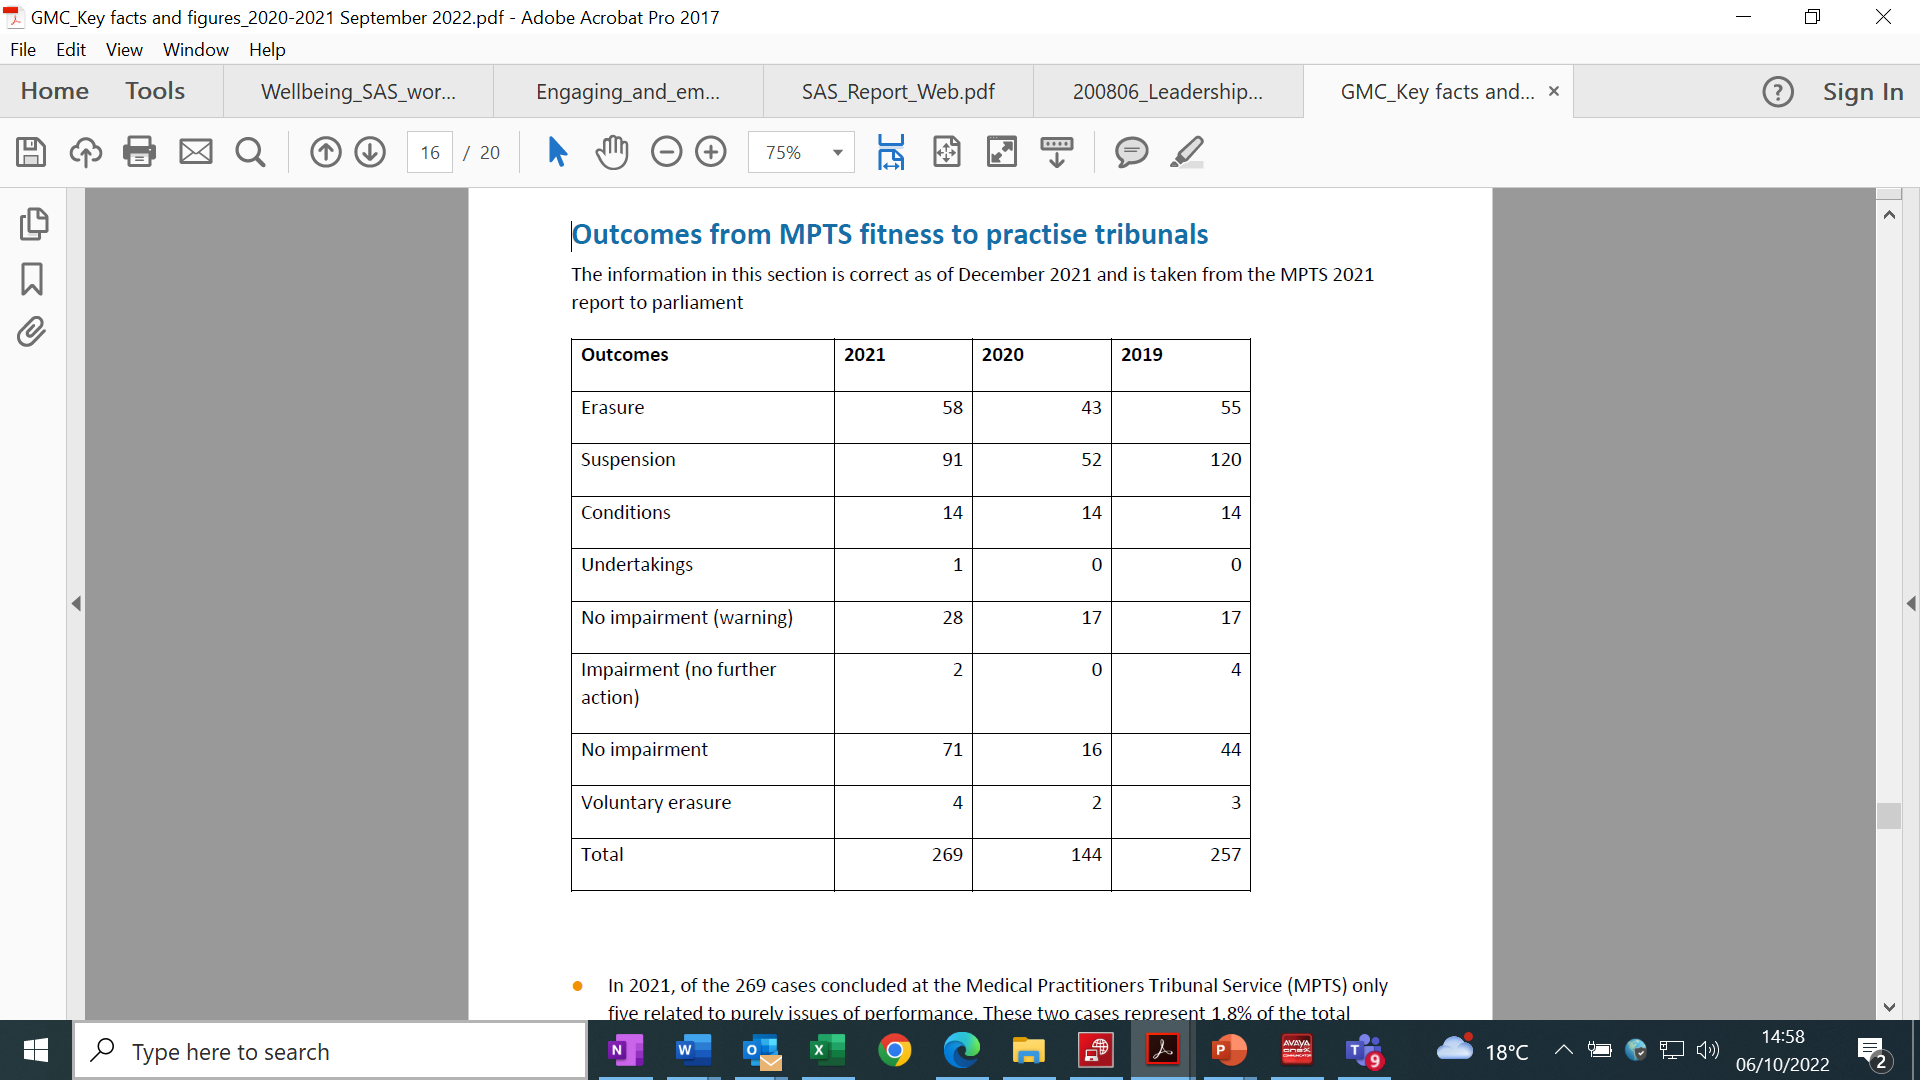 GMC_Key facts and figures_2020-2021 September 2022.pdf - Adobe Acrobat Pro 2017
File Edit View Window Help
Home Tools Wellbeing_SAS_wor... Engaging_and_em... SAS_Report_Web.pdf 200806_Leadership... GMC_Key facts and... × ? Sign In
16 / 20 75%
Outcomes from MPTS fitness to practise tribunals
The information in this section is correct as of December 2021 and is taken from the MPTS 2021
report to parliament
Outcomes 2021 2020 2019
Erasure 58 43 55
Suspension 91 52 120
Conditions 14 14 14
Undertakings 1 0 0
No impairment (warning) 28 17 17
Impairment (no further 2 0 4
action)
No impairment 71 16 44
Voluntary erasure 4 2 3
Total 269 144 257
• In 2021, of the 269 cases concluded at the Medical Practitioners Tribunal Service (MPTS) only
five related to purely issues of performance. These two cases represent 1.8% of the total
Type here to search
N W O X P AVAYA T 9
18°C
14:58
06/10/2022
2